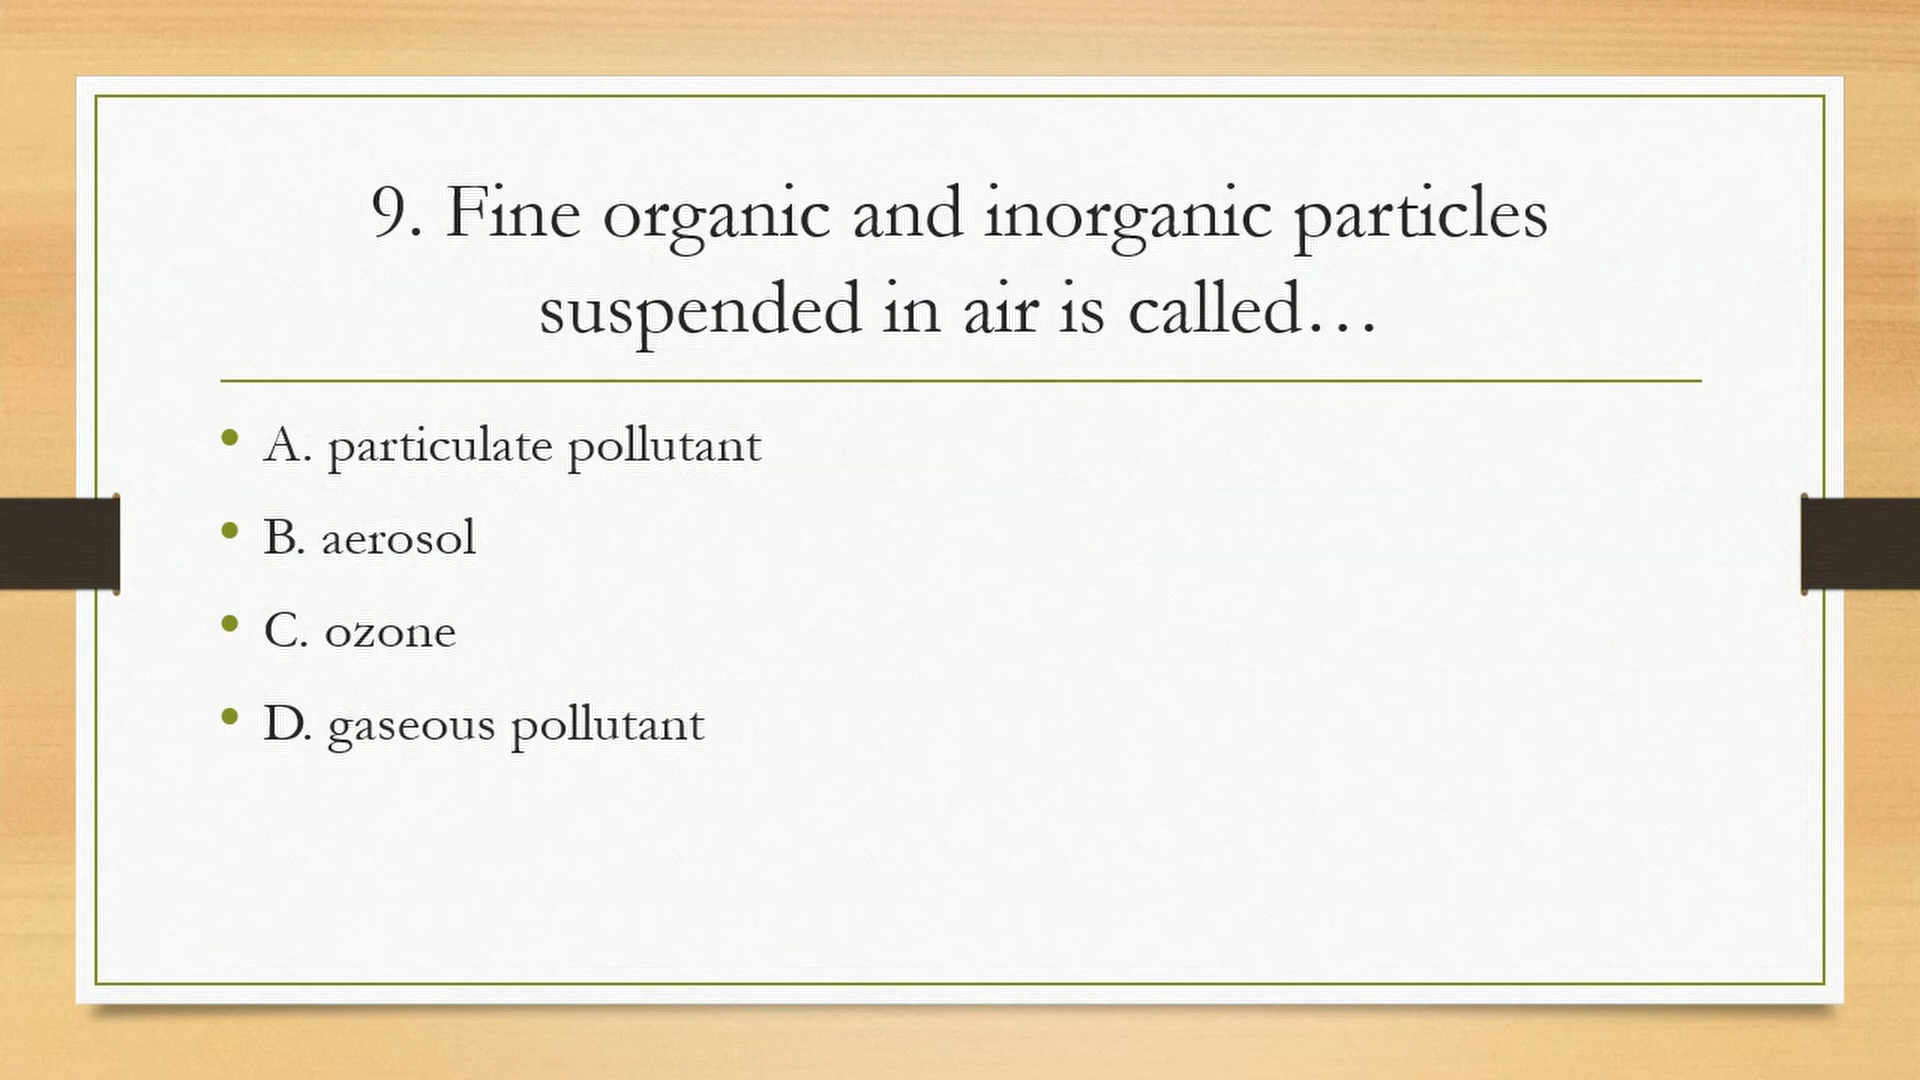 9. Fine organic and inorganic particles
suspended in air is called…
• A. particulate pollutant
• B. aerosol
• C. ozone
• D. gaseous pollutant